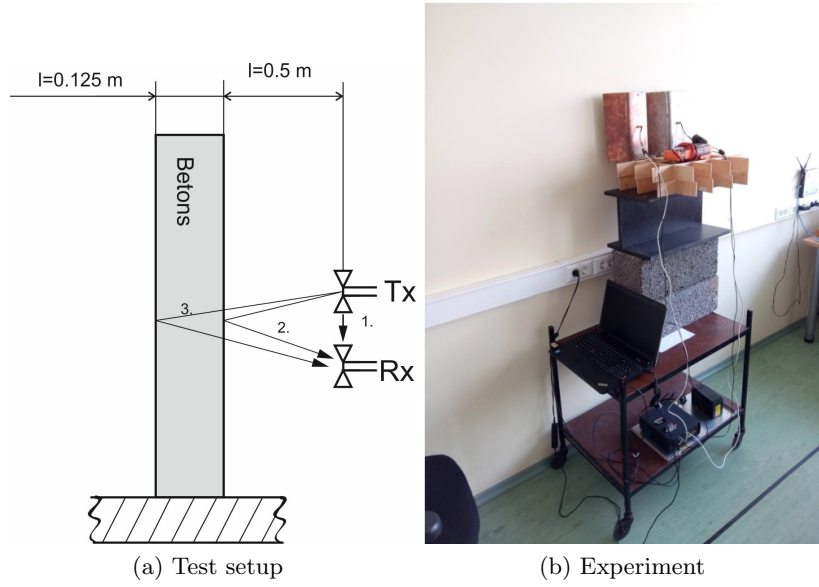 l=0.125 m
l=0.5 m
Betons
Tx
3.
1.
2.
Rx
(a) Test setup
(b) Experiment